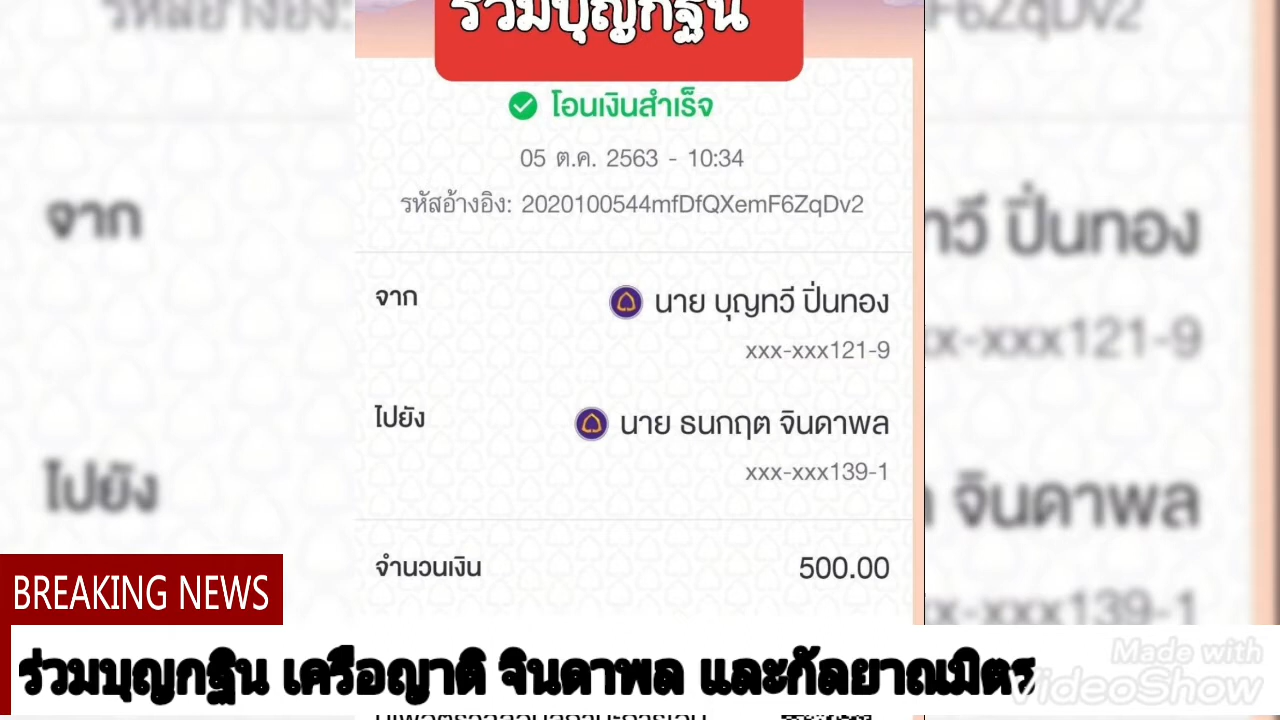 ร่วมบุญกฐิน
โอนเงินสำเร็จ
05 ต.ค. 2563 - 10:34
รหัสอ้างอิง: 2020100544mfDfQXemF6ZqDv2
จาก
นาย บุญทวี ปิ่นทอง
xxx-xxx121-9
ไปยัง
นาย ธนกฤต จินดาพล
xxx-xxx139-1
จำนวนเงิน
500.00
BREAKING NEWS
ร่วมบุญกฐิน เครือญาติ จินดาพล และกัลยาณมิตร
Made with
VideoShow